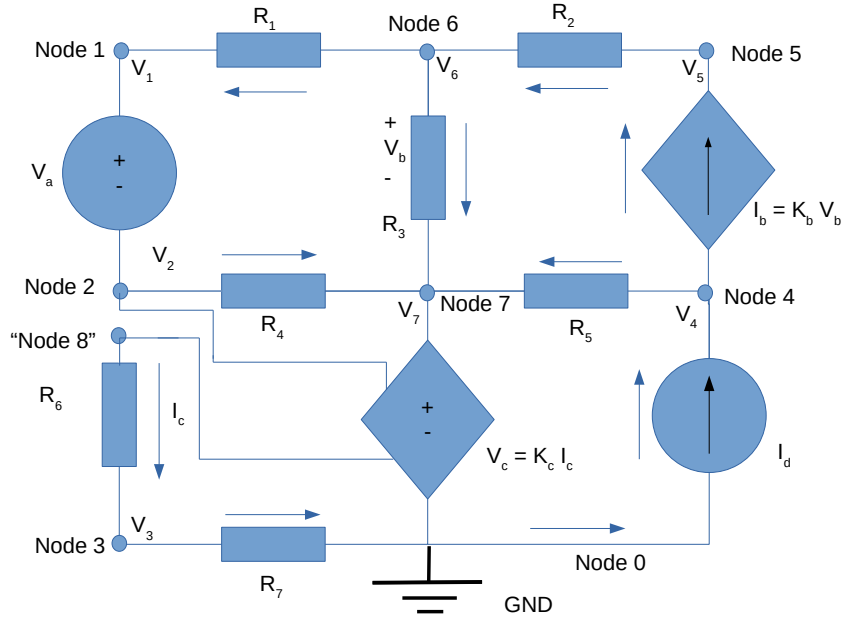 Node 1
R1
Node 6
R2
Node 5
V1
V6
V5
Va
+
-
+
Vb
-
R3
Ib = Kb Vb
V2
Node 2
R4
V7
Node 7
R5
V4
Node 4
“Node 8”
R6
Ic
+
-
Vc = Kc Ic
Id
V3
Node 3
R7
Node 0
GND